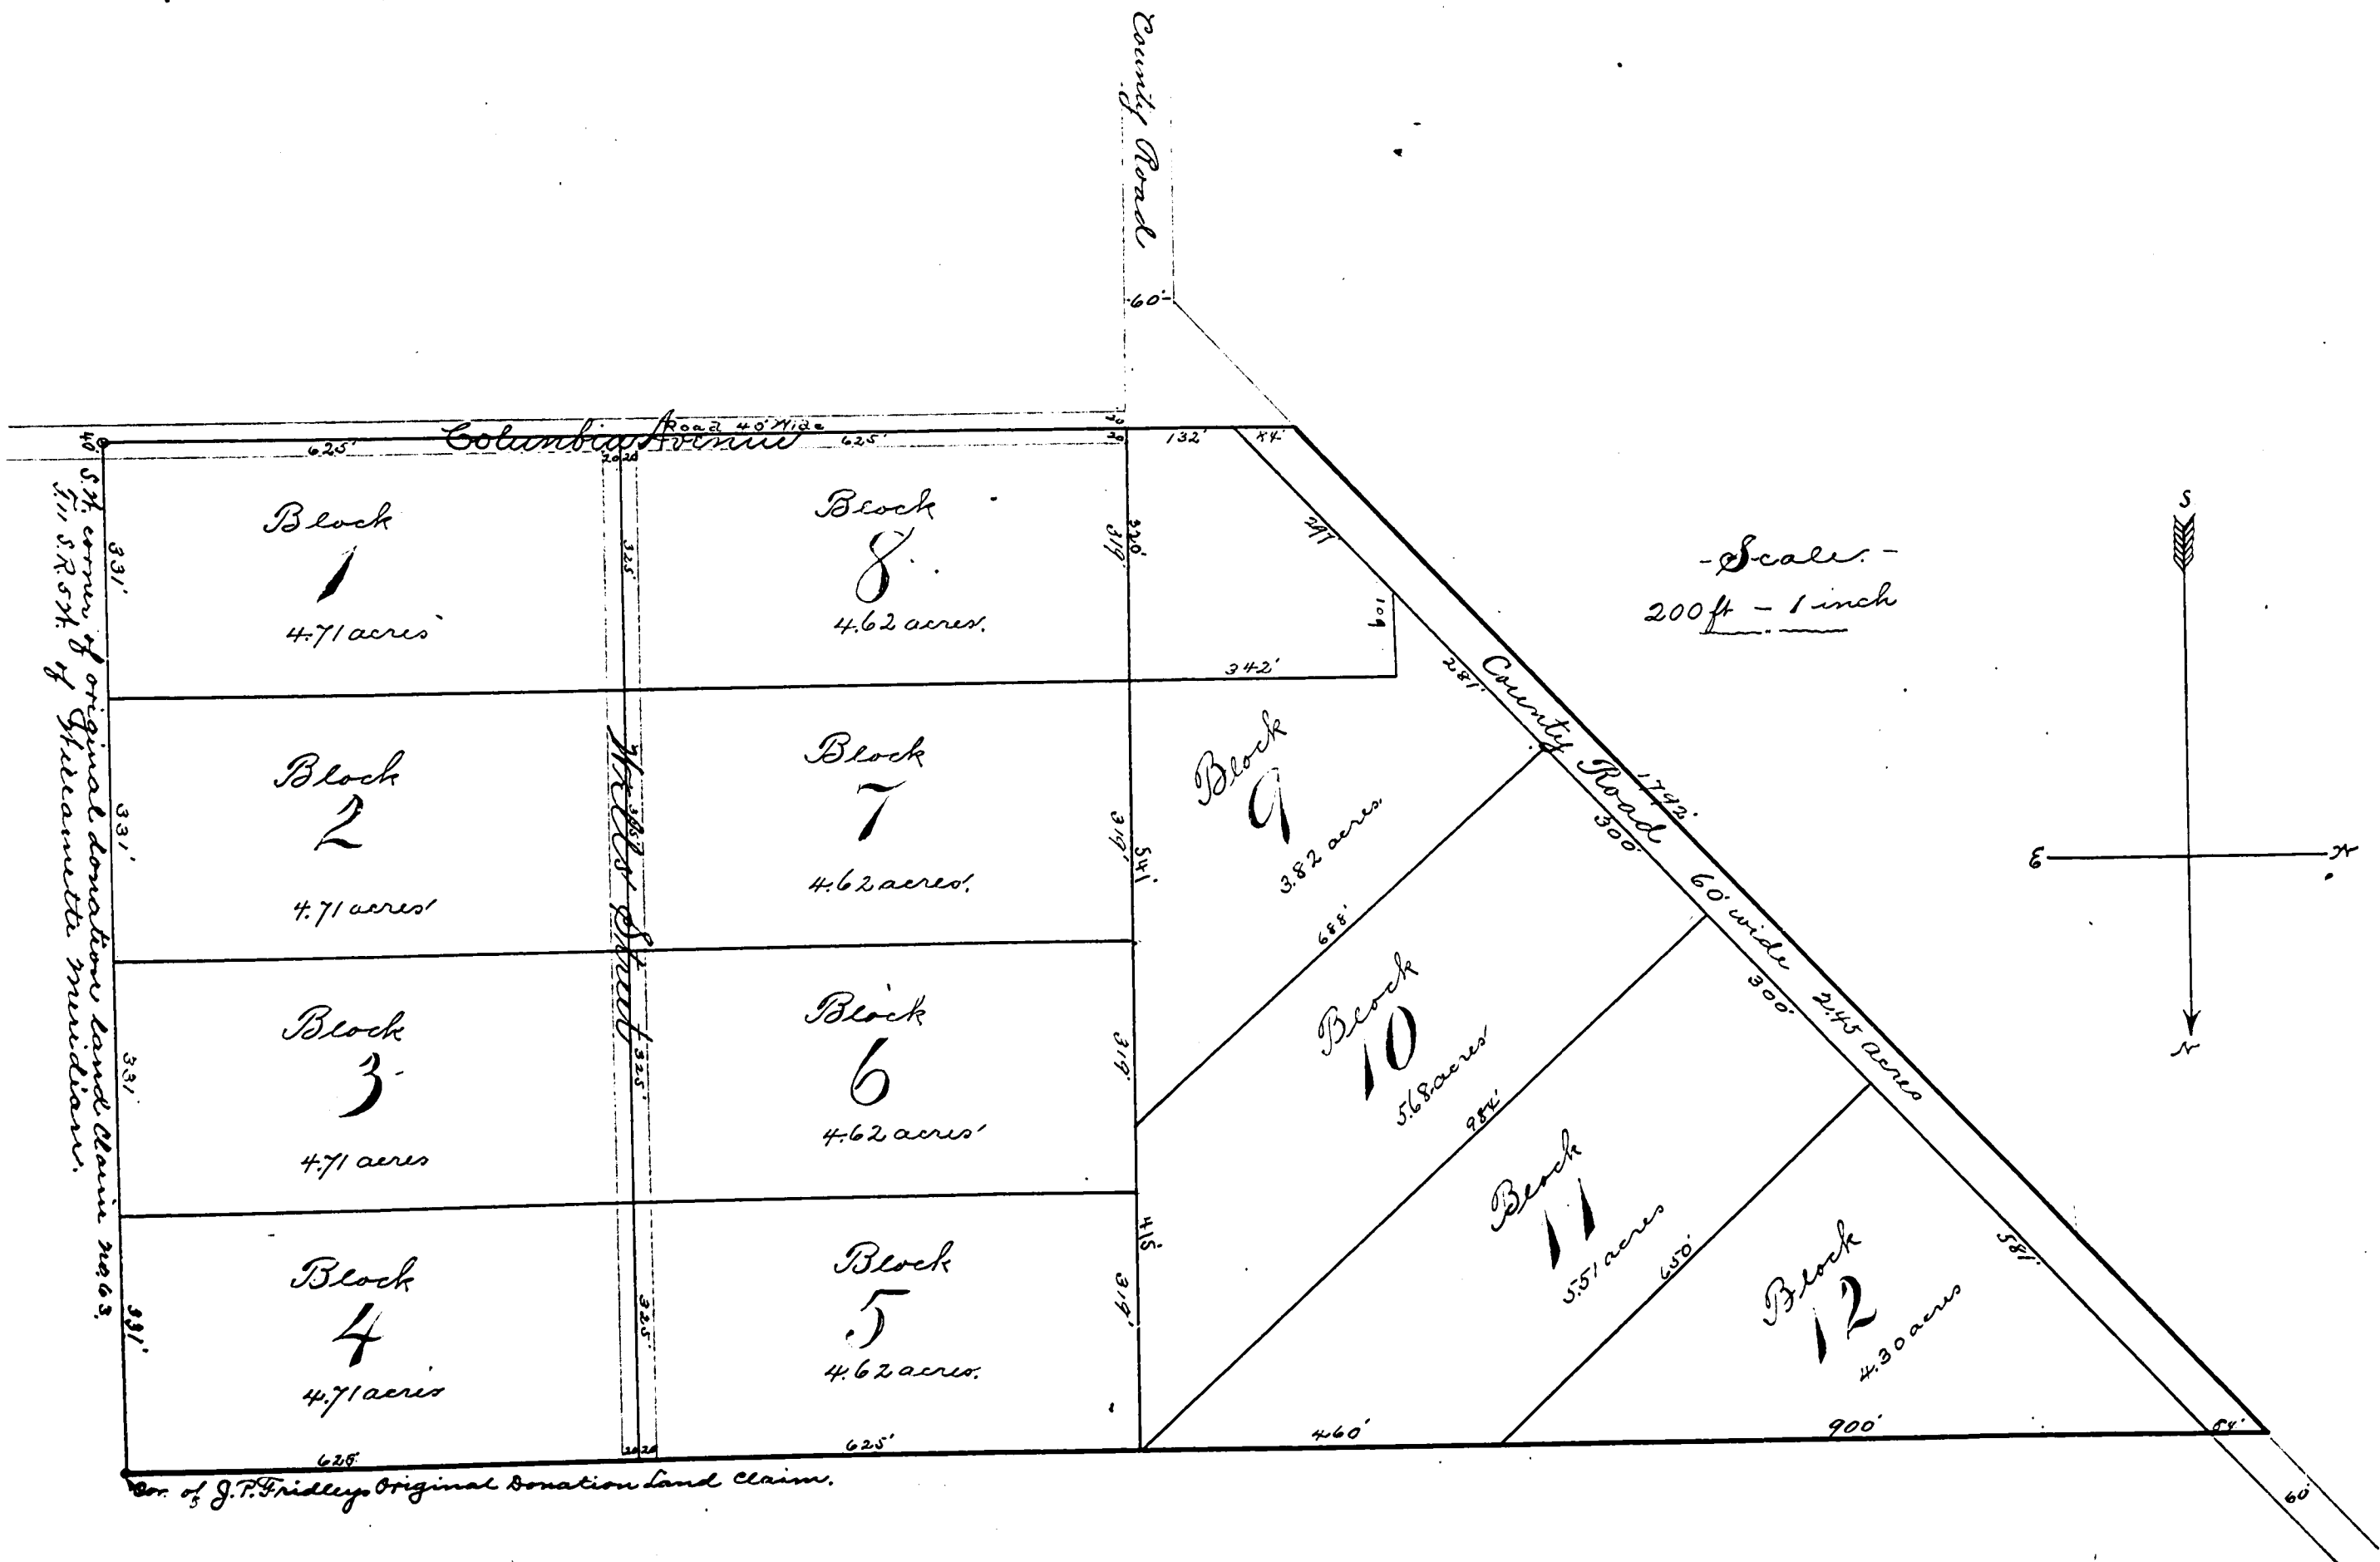 County Road
60'
Columbia Avenue
Road 40' Wide
40'
625'
625'
20
20
132'
84'
20 20
Block
1
4.71 acres
331'
325'
Block
8
4.62 acres.
319'
320'
297'
109
342'
281'
- Scale. -
200 ft - 1 inch
S
E
N
County Road 60' wide 2.45 acres
1792'
Block
2
4.71 acres
331'
Street
Block
7
4.62 acres.
319'
541'
Block
9
3.82 acres.
688'
300'
Block
3
4.71 acres
331'
325'
Block
6
4.62 acres
319'
Block
10
5.68 acres
984'
300'
Block
4
4.71 acres
331'
325'
Block
5
4.62 acres.
319'
415'
Block
11
5.51 acres
650'
Block
12
4.30 acres
581'
625'
20 20
625'
460'
900'
84'
60'
S.W. corner of original donation land claim no. 63.
T. 11 S. R. 5 W. of Willamette meridian.
Cor. of J.P. Fridleys Original Donation Land Claim.